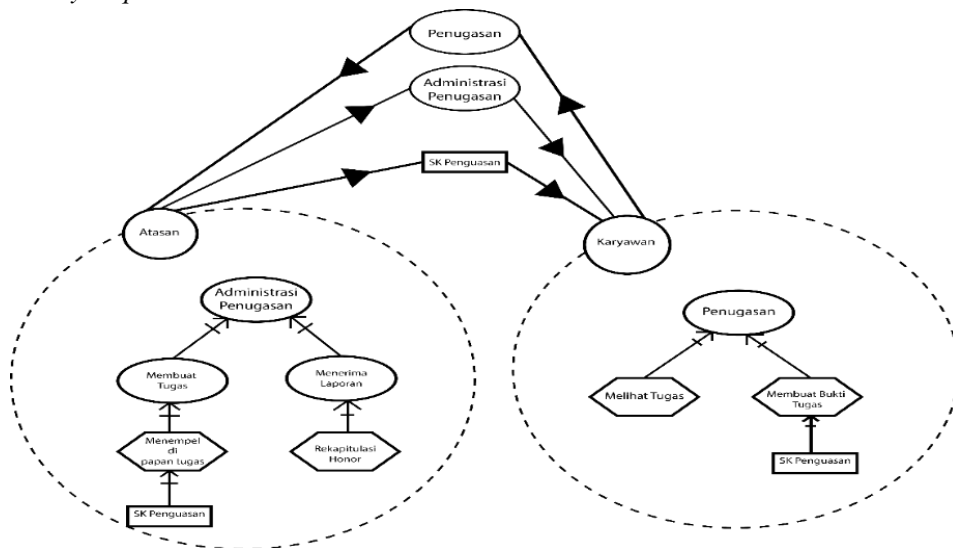 Penugasan
Administrasi
Penugasan
SK Penguasan
Atasan
Karyawan
Administrasi
Penugasan
Membuat
Tugas
Menerima
Laporan
Menempel
di
papan tugas
Rekapitulasi
Honor
SK Penguasan
Penugasan
Melihat Tugas
Membuat Bukti
Tugas
SK Penguasan